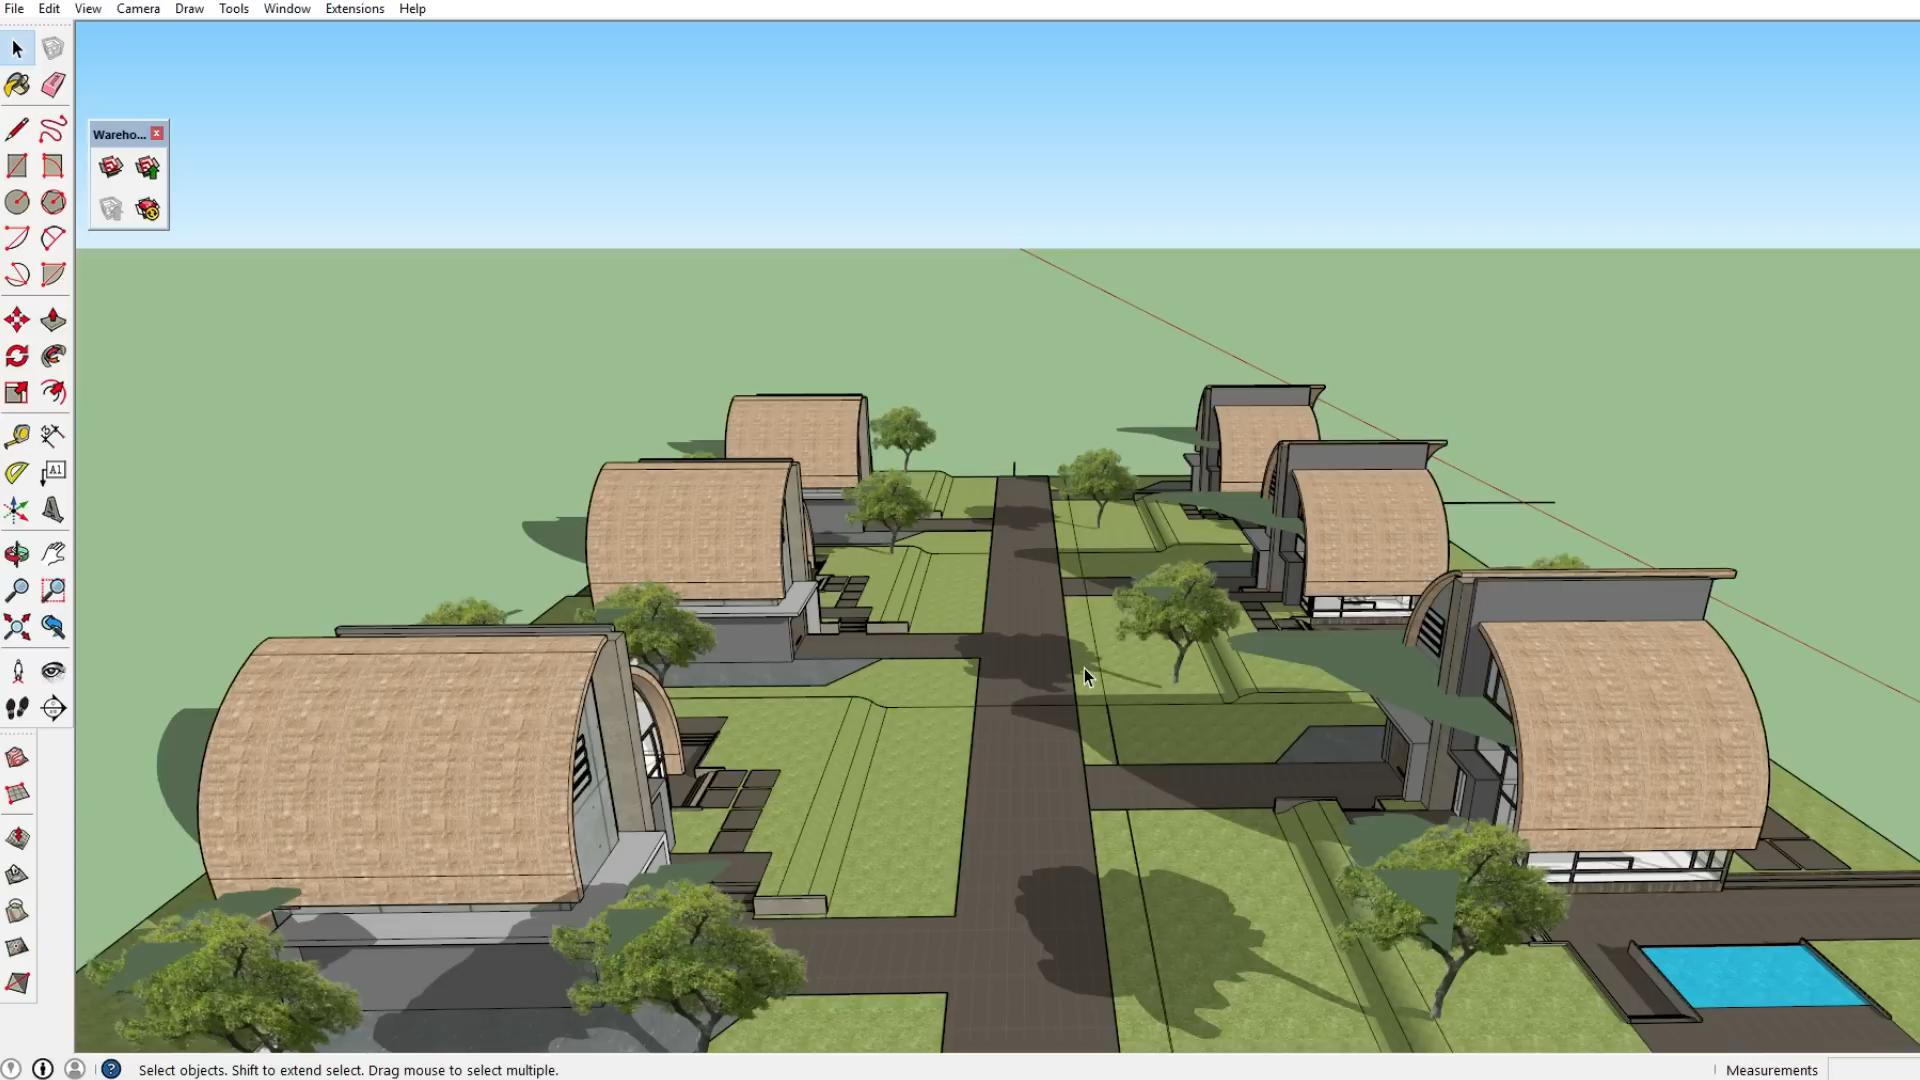 File Edit View Camera Draw Tools Window Extensions Help
Wareho...
A1
Select objects. Shift to extend select. Drag mouse to select multiple.
Measurements